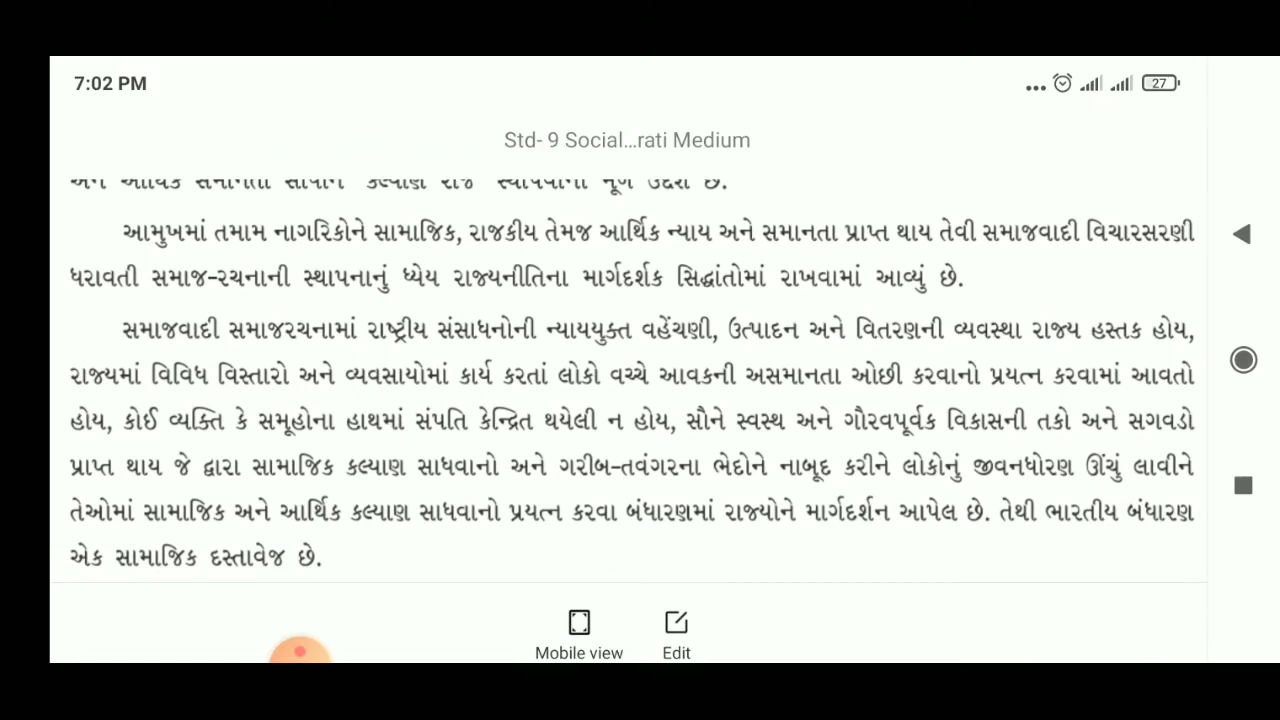 7:02 PM
27
Std- 9 Social...rati Medium
આમુખમાં તમામ નાગરિકોને સામાજિક, રાજકીય તેમજ આર્થિક ન્યાય અને સમાનતા પ્રાપ્ત થાય તેવી સમાજવાદી વિચારસરણી
ધરાવતી સમાજ-રચનાની સ્થાપનાનું ધ્યેય રાજ્યનીતિના માર્ગદર્શક સિદ્ધાંતોમાં રાખવામાં આવ્યું છે.
સમાજવાદી સમાજરચનામાં રાષ્ટ્રીય સંસાધનોની ન્યાયયુક્ત વહેંચણી, ઉત્પાદન અને વિતરણની વ્યવસ્થા રાજ્ય હસ્તક હોય,
રાજ્યમાં વિવિધ વિસ્તારો અને વ્યવસાયોમાં કાર્ય કરતાં લોકો વચ્ચે આવકની અસમાનતા ઓછી કરવાનો પ્રયત્ન કરવામાં આવતો
હોય, કોઈ વ્યક્તિ કે સમૂહોના હાથમાં સંપતિ કેન્દ્રિત થયેલી ન હોય, સૌને સ્વસ્થ અને ગૌરવપૂર્વક વિકાસની તકો અને સગવડો
પ્રાપ્ત થાય જે દ્વારા સામાજિક કલ્યાણ સાધવાનો અને ગરીબ-તવંગરના ભેદોને નાબૂદ કરીને લોકોનું જીવનધોરણ ઊંચું લાવીને
તેઓમાં સામાજિક અને આર્થિક કલ્યાણ સાધવાનો પ્રયત્ન કરવા બંધારણમાં રાજ્યોને માર્ગદર્શન આપેલ છે. તેથી ભારતીય બંધારણ
એક સામાજિક દસ્તાવેજ છે.
Mobile view
Edit